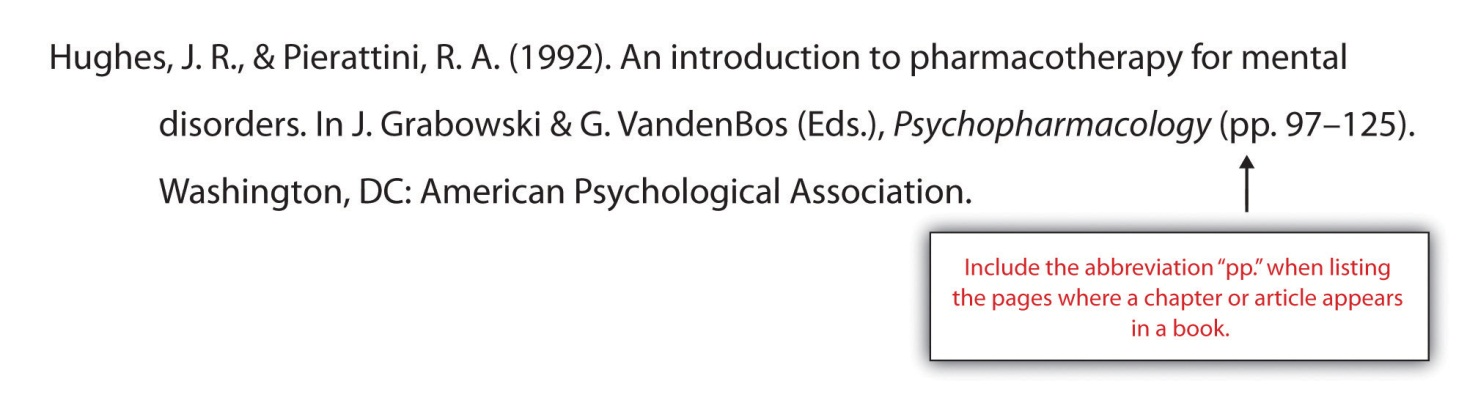 Hughes, J. R., & Pierattini, R. A. (1992). An introduction to pharmacotherapy for mental
disorders. In J. Grabowski & G. VandenBos (Eds.), Psychopharmacology (pp. 97–125).
Washington, DC: American Psychological Association.
Include the abbreviation “pp.” when listing
the pages where a chapter or article appears
in a book.